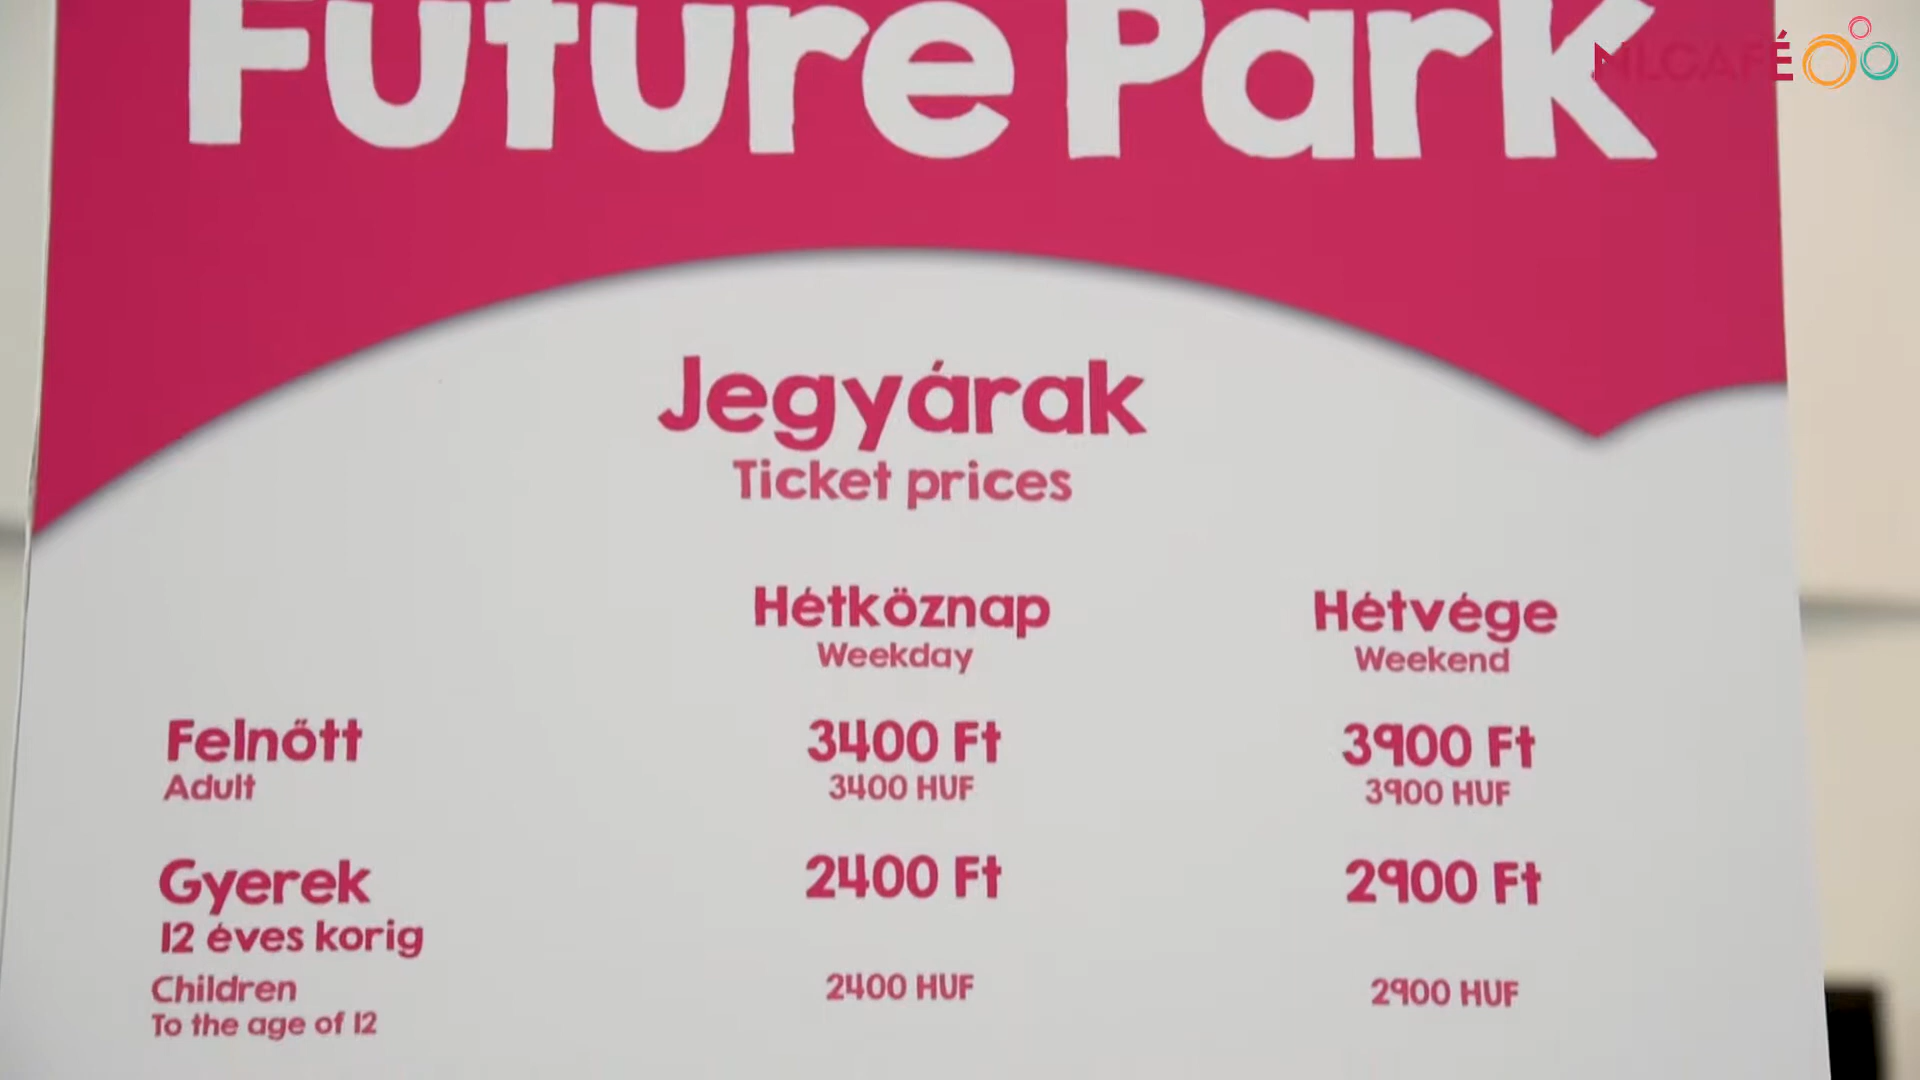 Future Park
NLCAFÉ
Jegyárak
Ticket prices
Hétköznap Hétvége
Weekday Weekend
Felnőtt 3400 Ft 3900 Ft
Adult 3400 HUF 3900 HUF
Gyerek 2400 Ft 2900 Ft
12 éves korig
Children 2400 HUF 2900 HUF
To the age of 12